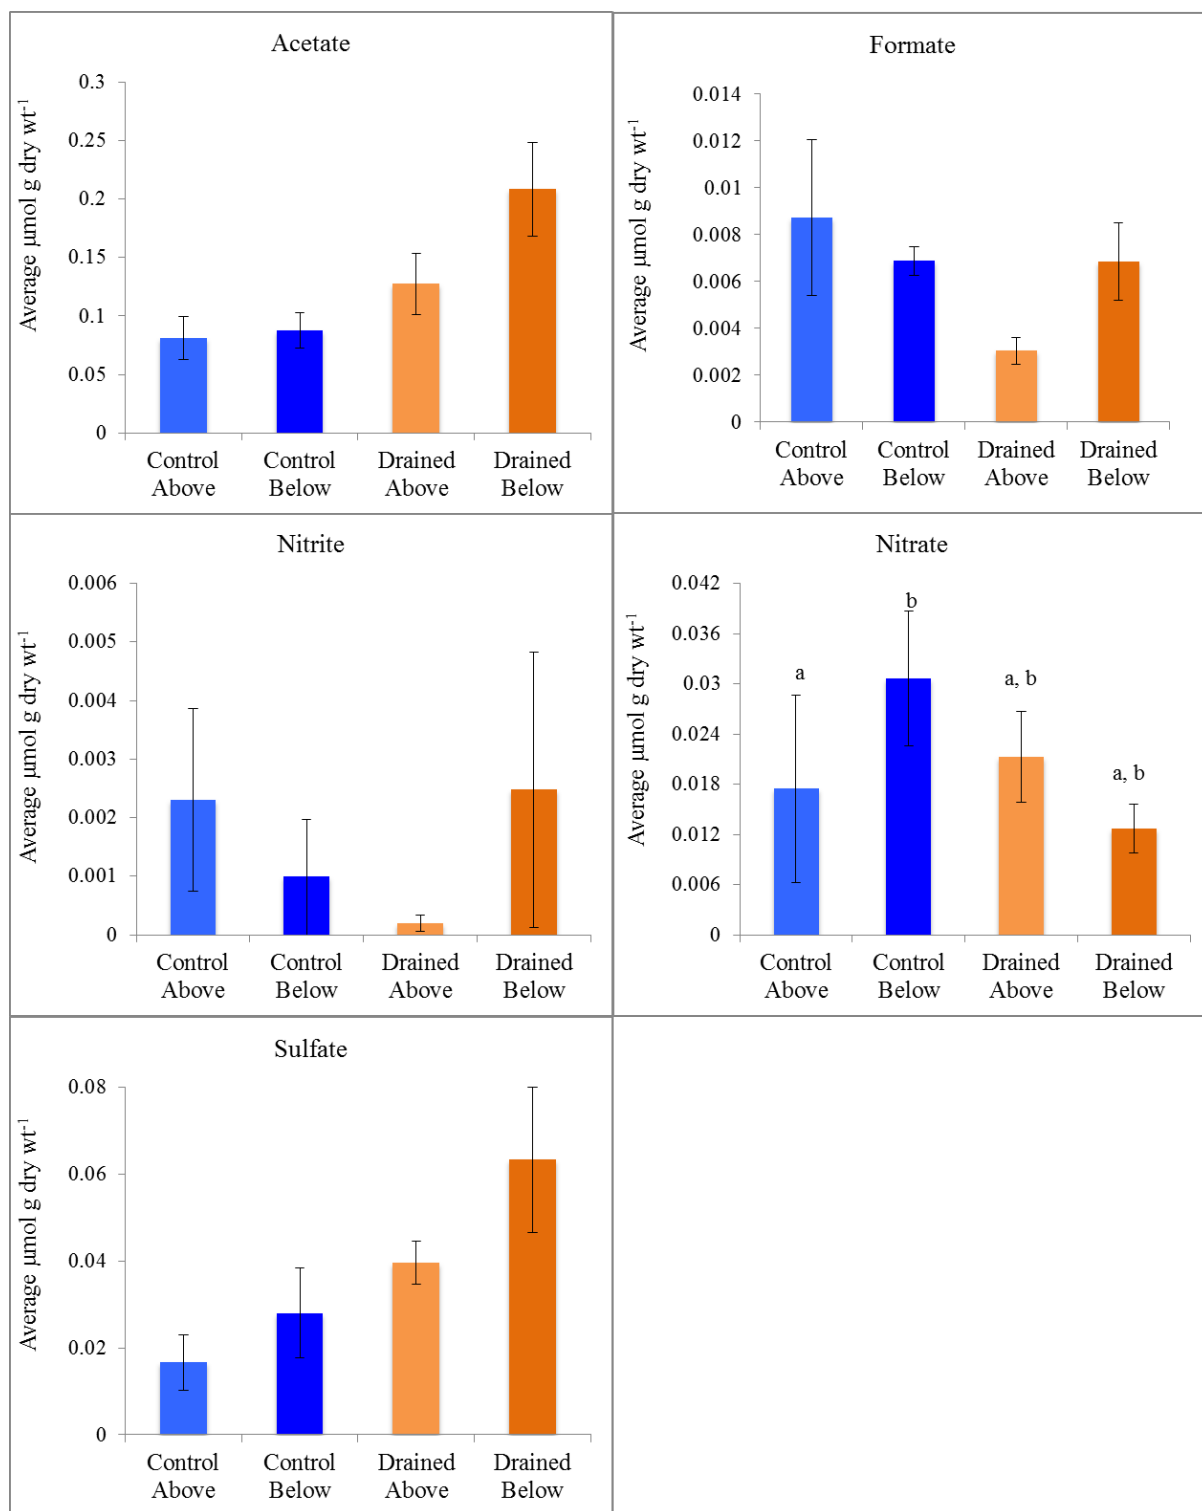 Acetate
Average µmol g dry wt-1
0.3
0.25
0.2
0.15
0.1
0.05
0
Control Above
Control Below
Drained Above
Drained Below
Formate
Average µmol g dry wt-1
0.014
0.012
0.01
0.008
0.006
0.004
0.002
0
Control Above
Control Below
Drained Above
Drained Below
Nitrite
Average µmol g dry wt-1
0.006
0.005
0.004
0.003
0.002
0.001
0
Control Above
Control Below
Drained Above
Drained Below
Nitrate
Average µmol g dry wt-1
0.042
0.036
0.03
0.024
0.018
0.012
0.006
0
a
b
a, b
a, b
Control Above
Control Below
Drained Above
Drained Below
Sulfate
Average µmol g dry wt-1
0.08
0.06
0.04
0.02
0
Control Above
Control Below
Drained Above
Drained Below